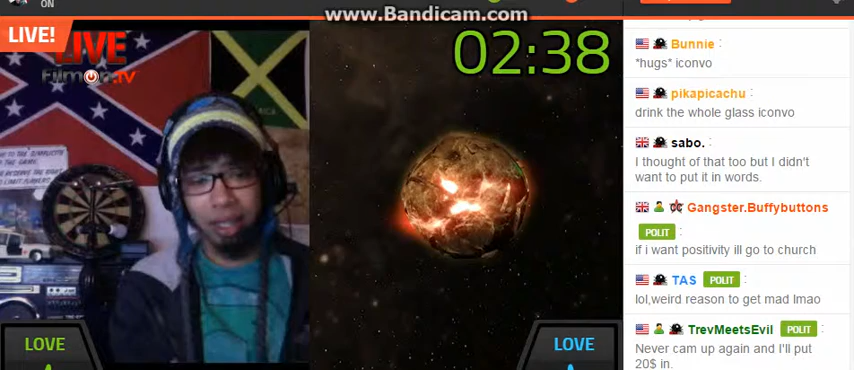 ON
www.Bandicam.com
LIVE!
LIVE
FilmOn.TV
02:38
LOVE
LOVE
Bunnie :
*hugs* iconvo
pikapicachu :
drink the whole glass iconvo
sabo. :
I thought of that too but I didn't
want to put it in words.
Gangster.Buffybuttons
POLIT :
if i want positivity ill go to church
TAS POLIT :
lol,weird reason to get mad lmao
TrevMeetsEvil POLIT :
Never cam up again and I'll put
20$ in.